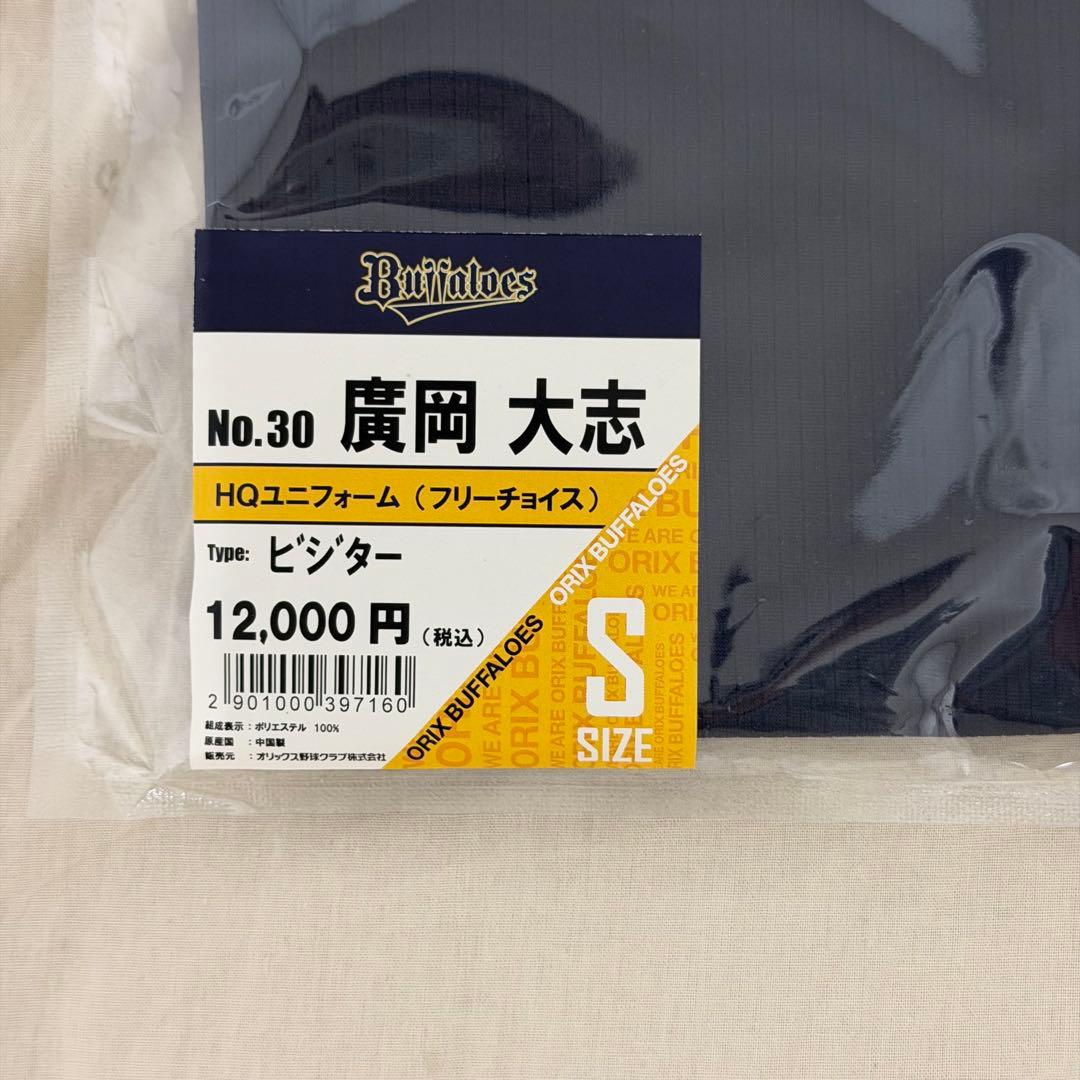 Buffaloes
No.30 廣岡 大志
HQユニフォーム(フリーチョイス)
Type: ビジター
12,000 円 (税込)
2 901000 397160
組成表示 : ポリエステル 100%
原産国 : 中国製
販売元 : オリックス野球クラブ株式会社
ORIX BUFFALOES ORIX BUFFALOES
S
SIZE